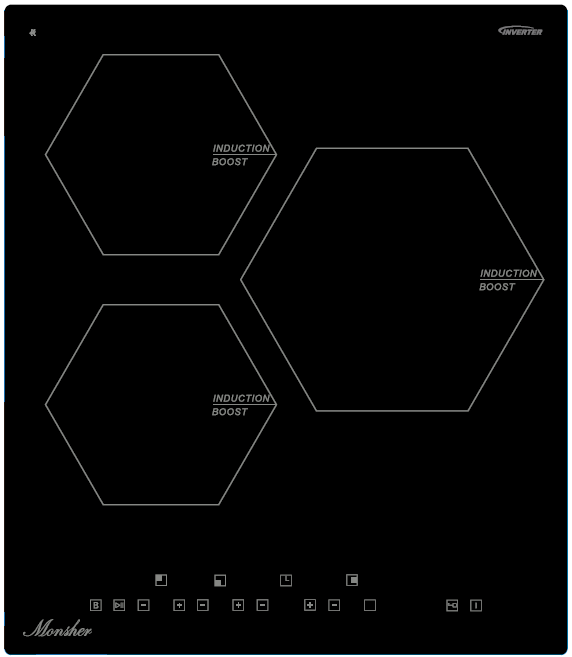 INVERTER
INDUCTION
BOOST
INDUCTION
BOOST
INDUCTION
BOOST
B - + - + - + -
Monsher